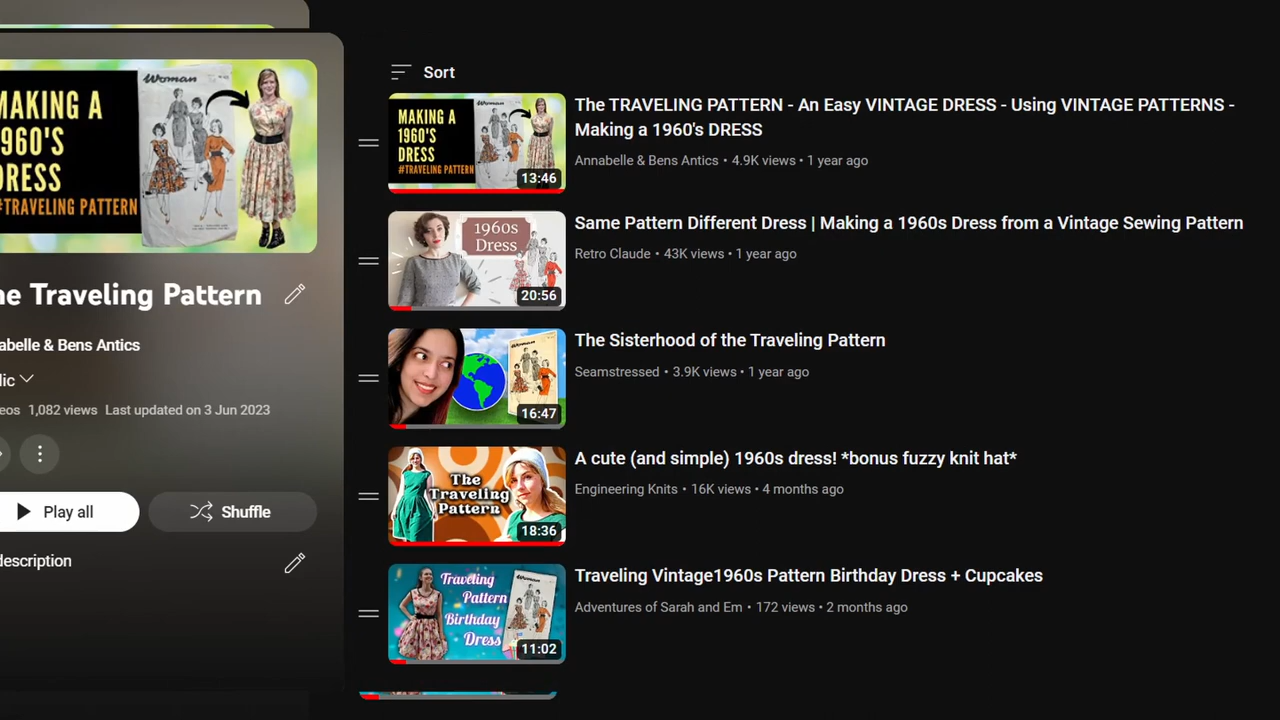 MAKING A
1960'S
DRESS
#TRAVELING PATTERN
Woman
The Traveling Pattern
Annabelle & Bens Antics
1,082 views Last updated on 3 Jun 2023
Play all
Shuffle
description
Sort
MAKING A
1960'S
DRESS
#TRAVELING PATTERN
13:46
The TRAVELING PATTERN - An Easy VINTAGE DRESS - Using VINTAGE PATTERNS -
Making a 1960's DRESS
Annabelle & Bens Antics • 4.9K views • 1 year ago
1960s
Dress
20:56
Same Pattern Different Dress | Making a 1960s Dress from a Vintage Sewing Pattern
Retro Claude • 43K views • 1 year ago
Woman
16:47
The Sisterhood of the Traveling Pattern
Seamstressed • 3.9K views • 1 year ago
The
Traveling
Pattern
18:36
A cute (and simple) 1960s dress! *bonus fuzzy knit hat*
Engineering Knits • 16K views • 4 months ago
Traveling
Pattern
Birthday
Dress
11:02
Traveling Vintage1960s Pattern Birthday Dress + Cupcakes
Adventures of Sarah and Em • 172 views • 2 months ago